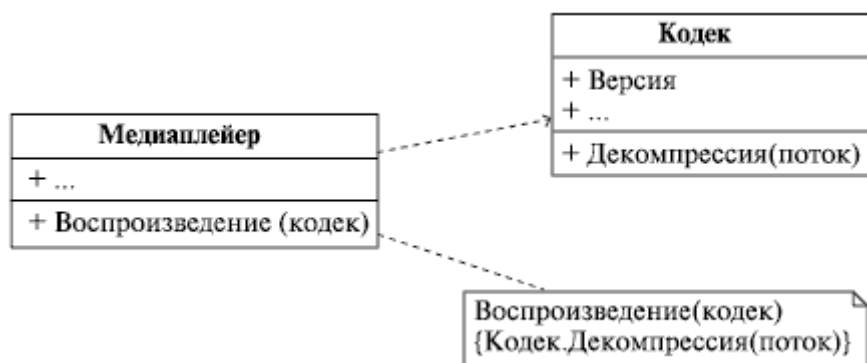 Кодек
+ Версия
+ ...
+ Декомпрессия(поток)
Медиаплейер
+ ...
+ Воспроизведение (кодек)
Воспроизведение(кодек)
{Кодек.Декомпрессия(поток)}